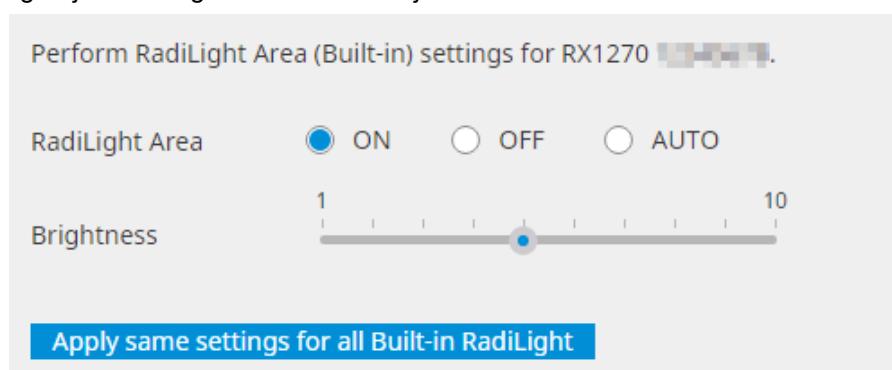 Perform RadiLight Area (Built-in) settings for RX1270 .
RadiLight Area ON OFF AUTO
1 10
Brightness
Apply same settings for all Built-in RadiLight